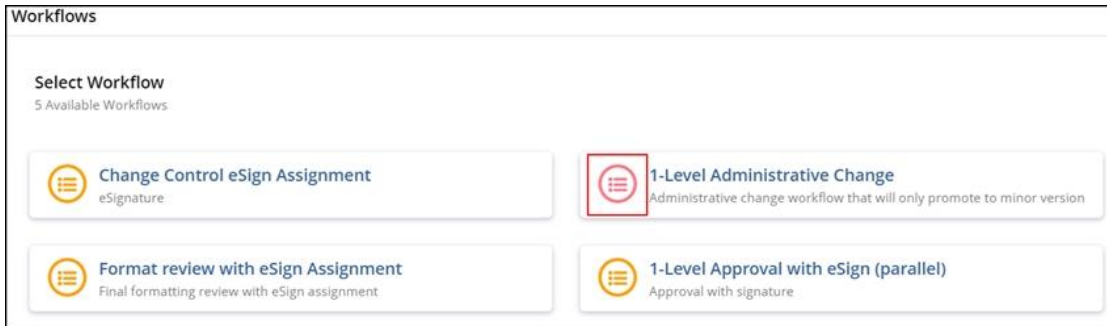 Workflows
Select Workflow
5 Available Workflows
Change Control eSign Assignment
eSignature
1-Level Administrative Change
Administrative change workflow that will only promote to minor version
Format review with eSign Assignment
Final formatting review with eSign assignment
1-Level Approval with eSign (parallel)
Approval with signature